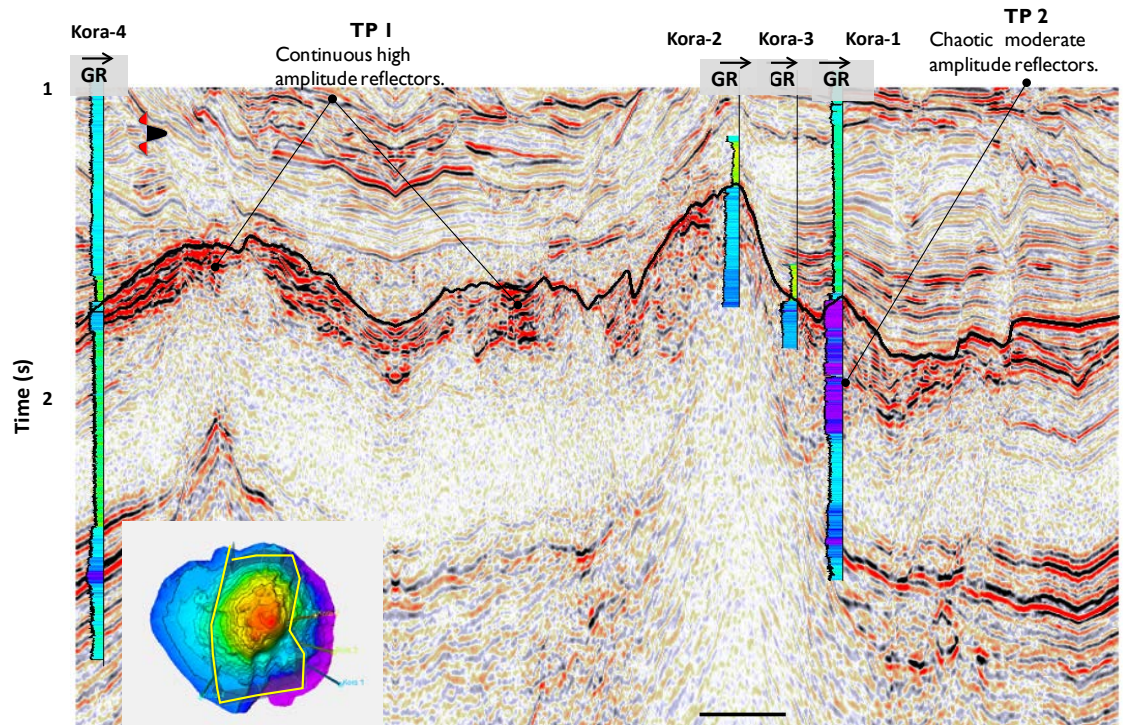 TP 1
TP 2
Kora-4
Kora-2
Kora-3
Kora-1
Continuous high
amplitude reflectors.
Chaotic moderate
amplitude reflectors.
GR
GR
GR
GR
1
Time (s)
2